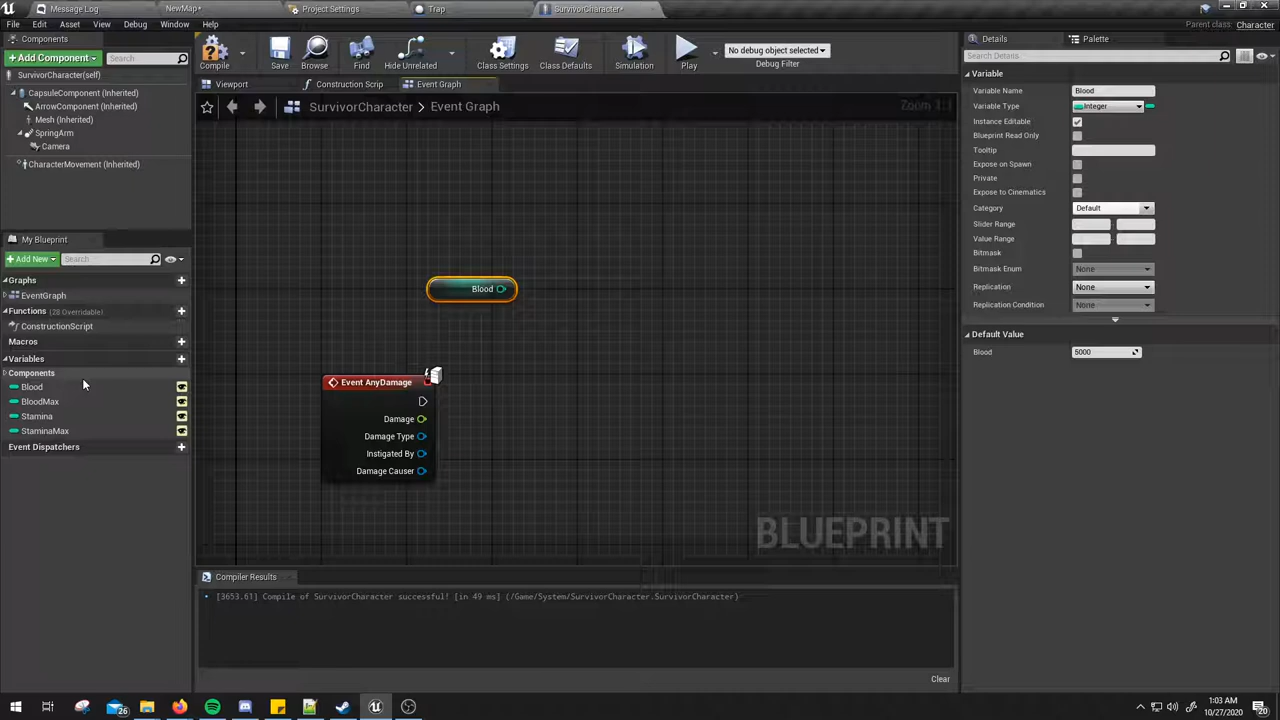 Message Log
NewMap*
Project Settings
Trap
SurvivorCharacter*
File
Edit
Asset
View
Debug
Window
Help
Parent class: Character
Components
+ Add Component
Search
SurvivorCharacter(self)
CapsuleComponent (Inherited)
ArrowComponent (Inherited)
Mesh (Inherited)
SpringArm
Camera
CharacterMovement (Inherited)
Compile
Save
Browse
Find
Hide Unrelated
Class Settings
Class Defaults
Simulation
Play
No debug object selected
Debug Filter
Viewport
Construction Scrip
Event Graph
SurvivorCharacter > Event Graph
Zoom 1:1
My Blueprint
+ Add New
Search
Graphs
EventGraph
Functions (28 Overridable)
ConstructionScript
Macros
Variables
Components
Blood
BloodMax
Stamina
StaminaMax
Event Dispatchers
Blood
Event AnyDamage
Damage
Damage Type
Instigated By
Damage Causer
BLUEPRINT
Compiler Results
[3653.61] Compile of SurvivorCharacter successful! [in 49 ms] (/Game/System/SurvivorCharacter.SurvivorCharacter)
Clear
Details
Palette
Search Details
Variable
Variable Name
Blood
Variable Type
Integer
Instance Editable
Blueprint Read Only
Tooltip
Expose on Spawn
Private
Expose to Cinematics
Category
Default
Slider Range
Value Range
Bitmask
Bitmask Enum
None
Replication
None
Replication Condition
None
Default Value
Blood
5000
26
1:03 AM
10/27/2020
20